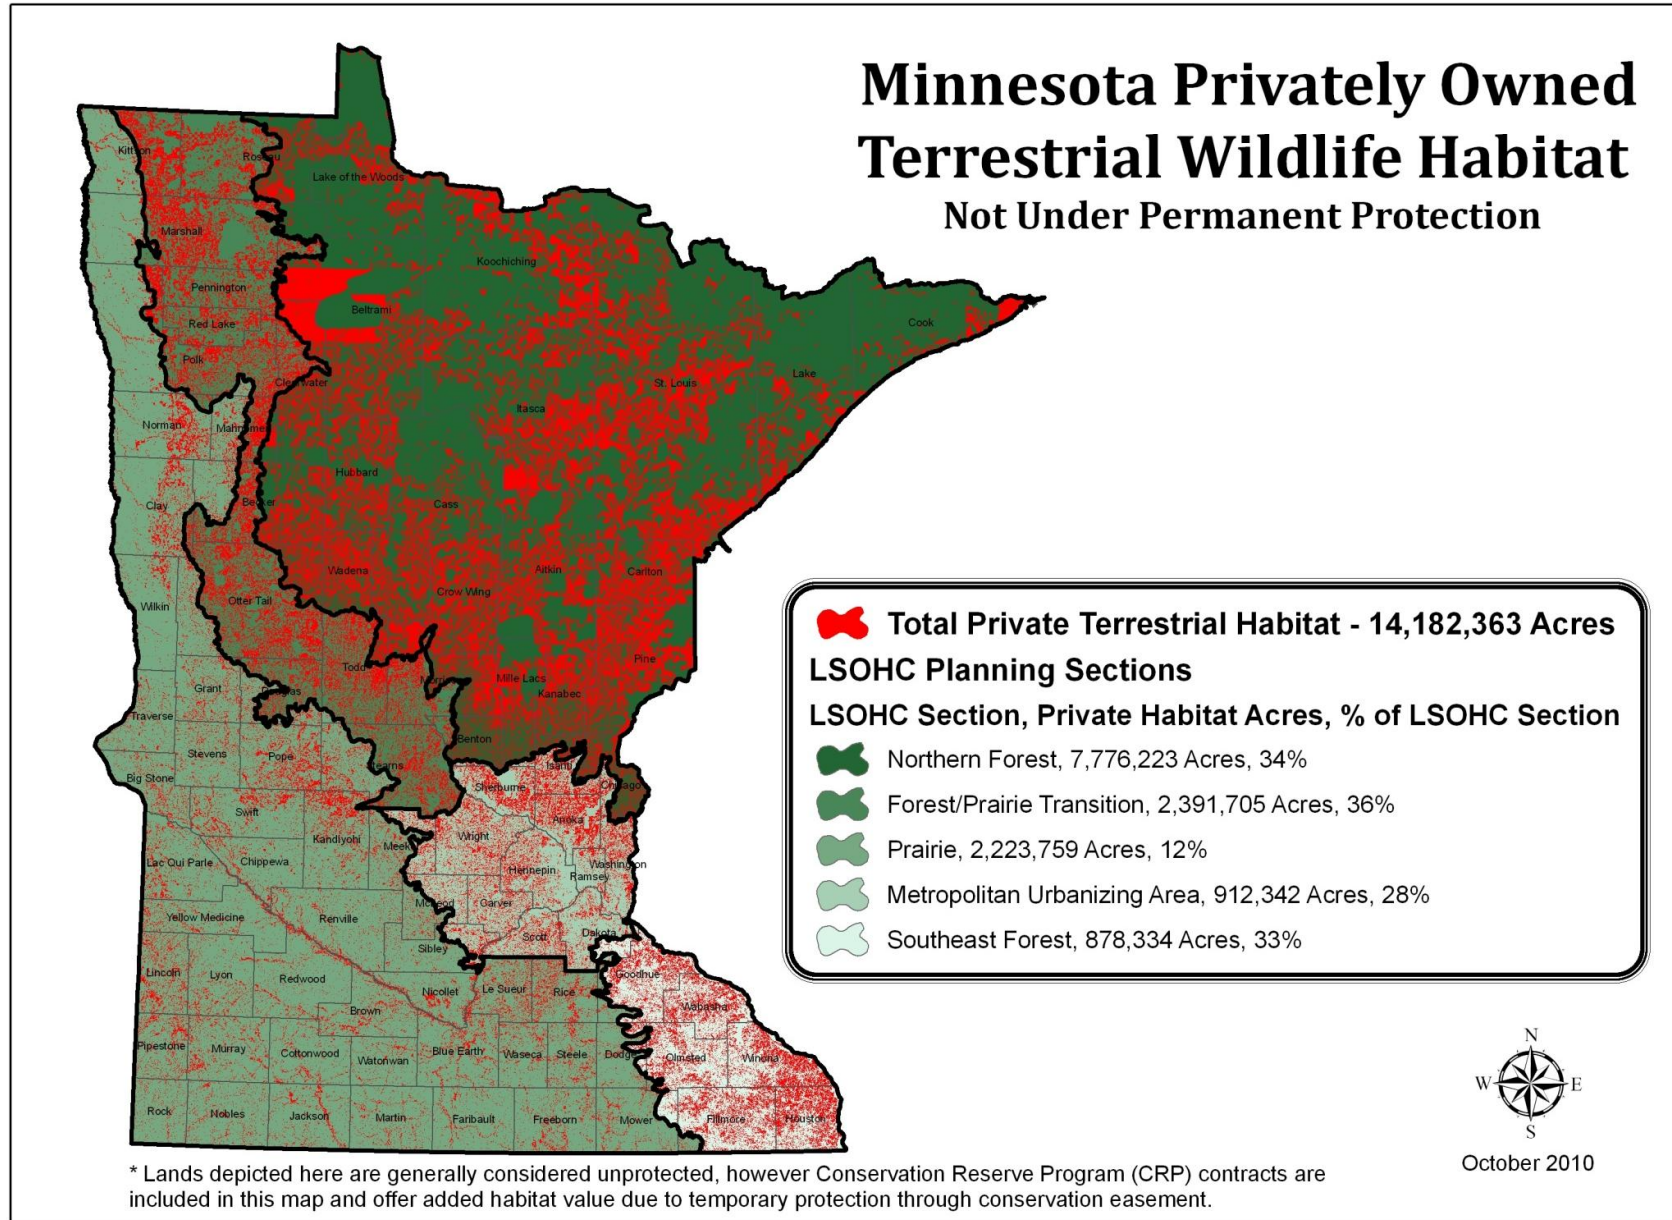 Minnesota Privately Owned
Terrestrial Wildlife Habitat
Not Under Permanent Protection
Kittson
Roseau
Lake of the Woods
Marshall
Koochiching
Pennington
Beltrami
Red Lake
Cook
Polk
Clearwater
Lake
St. Louis
Itasca
Norman
Mahnomen
Hubbard
Clay
Becker
Cass
Wadena
Aitkin
Carlton
Crow Wing
Otter Tail
Wilkin
Todd
Pine
Morrison
Mille Lacs
Kanabec
Grant
Douglas
Traverse
Benton
Stevens
Pope
Stearns
Isanti
Big Stone
Sherburne
Chisago
Swift
Anoka
Kandiyohi
Wright
Meeker
Lac Qui Parle
Chippewa
Hennepin
Washington
Ramsey
McLeod
Carver
Yellow Medicine
Renville
Scott
Dakota
Sibley
Lincoln
Lyon
Redwood
Goodhue
Nicollet
Le Sueur
Rice
Wabasha
Brown
Pipestone
Murray
Cottonwood
Watonwan
Blue Earth
Waseca
Steele
Dodge
Olmsted
Winona
Rock
Nobles
Jackson
Martin
Faribault
Freeborn
Mower
Fillmore
Houston
Total Private Terrestrial Habitat - 14,182,363 Acres
LSOHC Planning Sections
LSOHC Section, Private Habitat Acres, % of LSOHC Section
Northern Forest, 7,776,223 Acres, 34%
Forest/Prairie Transition, 2,391,705 Acres, 36%
Prairie, 2,223,759 Acres, 12%
Metropolitan Urbanizing Area, 912,342 Acres, 28%
Southeast Forest, 878,334 Acres, 33%
N
W E
S
October 2010
* Lands depicted here are generally considered unprotected, however Conservation Reserve Program (CRP) contracts are
included in this map and offer added habitat value due to temporary protection through conservation easement.